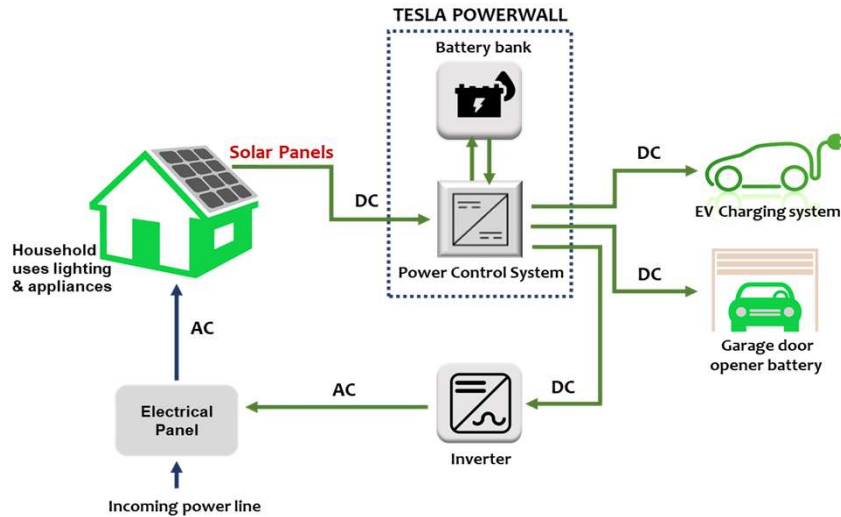 TESLA POWERWALL
Battery bank
Solar Panels
DC
DC
EV Charging system
Household
uses lighting
& appliances
Power Control System
DC
Garage door
opener battery
AC
AC
DC
Electrical
Panel
Inverter
Incoming power line